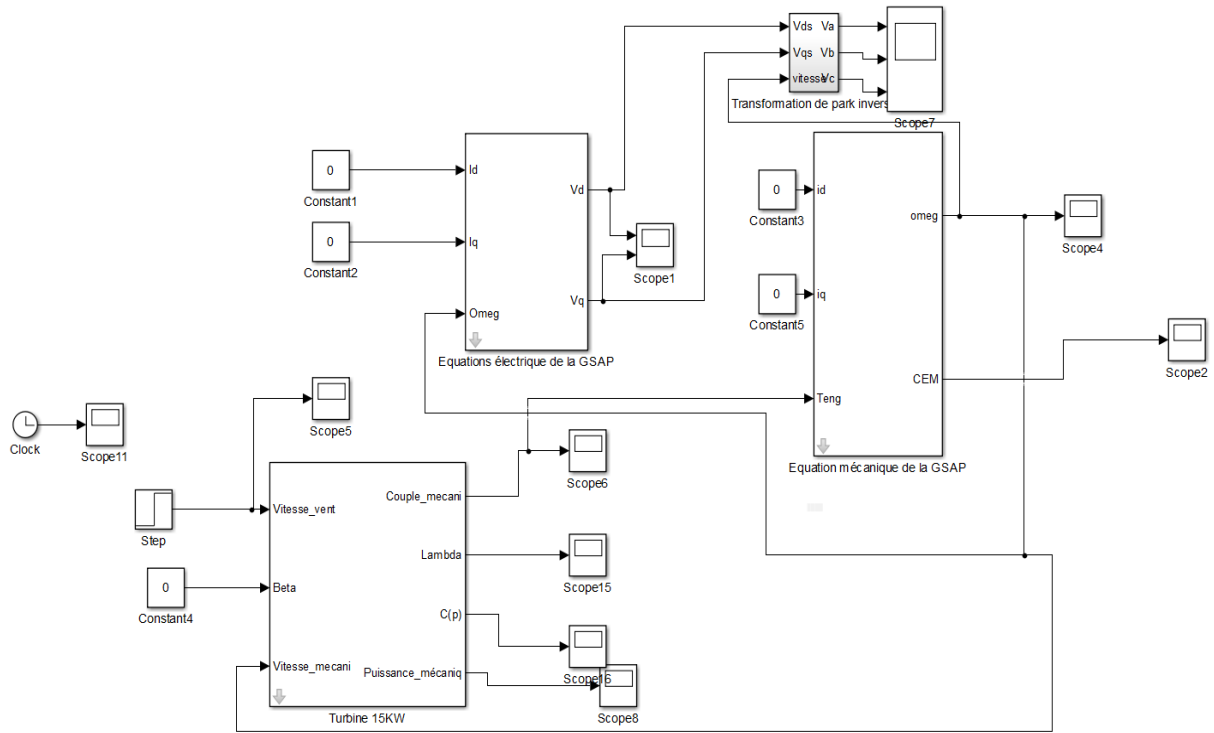 Vds
Va
Vqs
Vb
vitesse
Vc
Transformation de park invers
Scope7
0
Constant1
0
Constant2
Id
Iq
Omeg
Vd
Vq
Equations électrique de la GSAP
Scope1
0
Constant3
0
Constant5
id
iq
Teng
omeg
CEM
Equation mécanique de la GSAP
Scope4
Scope2
Clock
Scope11
Scope5
Step
0
Constant4
Vitesse_vent
Beta
Vitesse_mecani
Couple_mecani
Lambda
C(p)
Puissance_mécaniq
Turbine 15KW
Scope6
Scope15
Scope16
Scope8